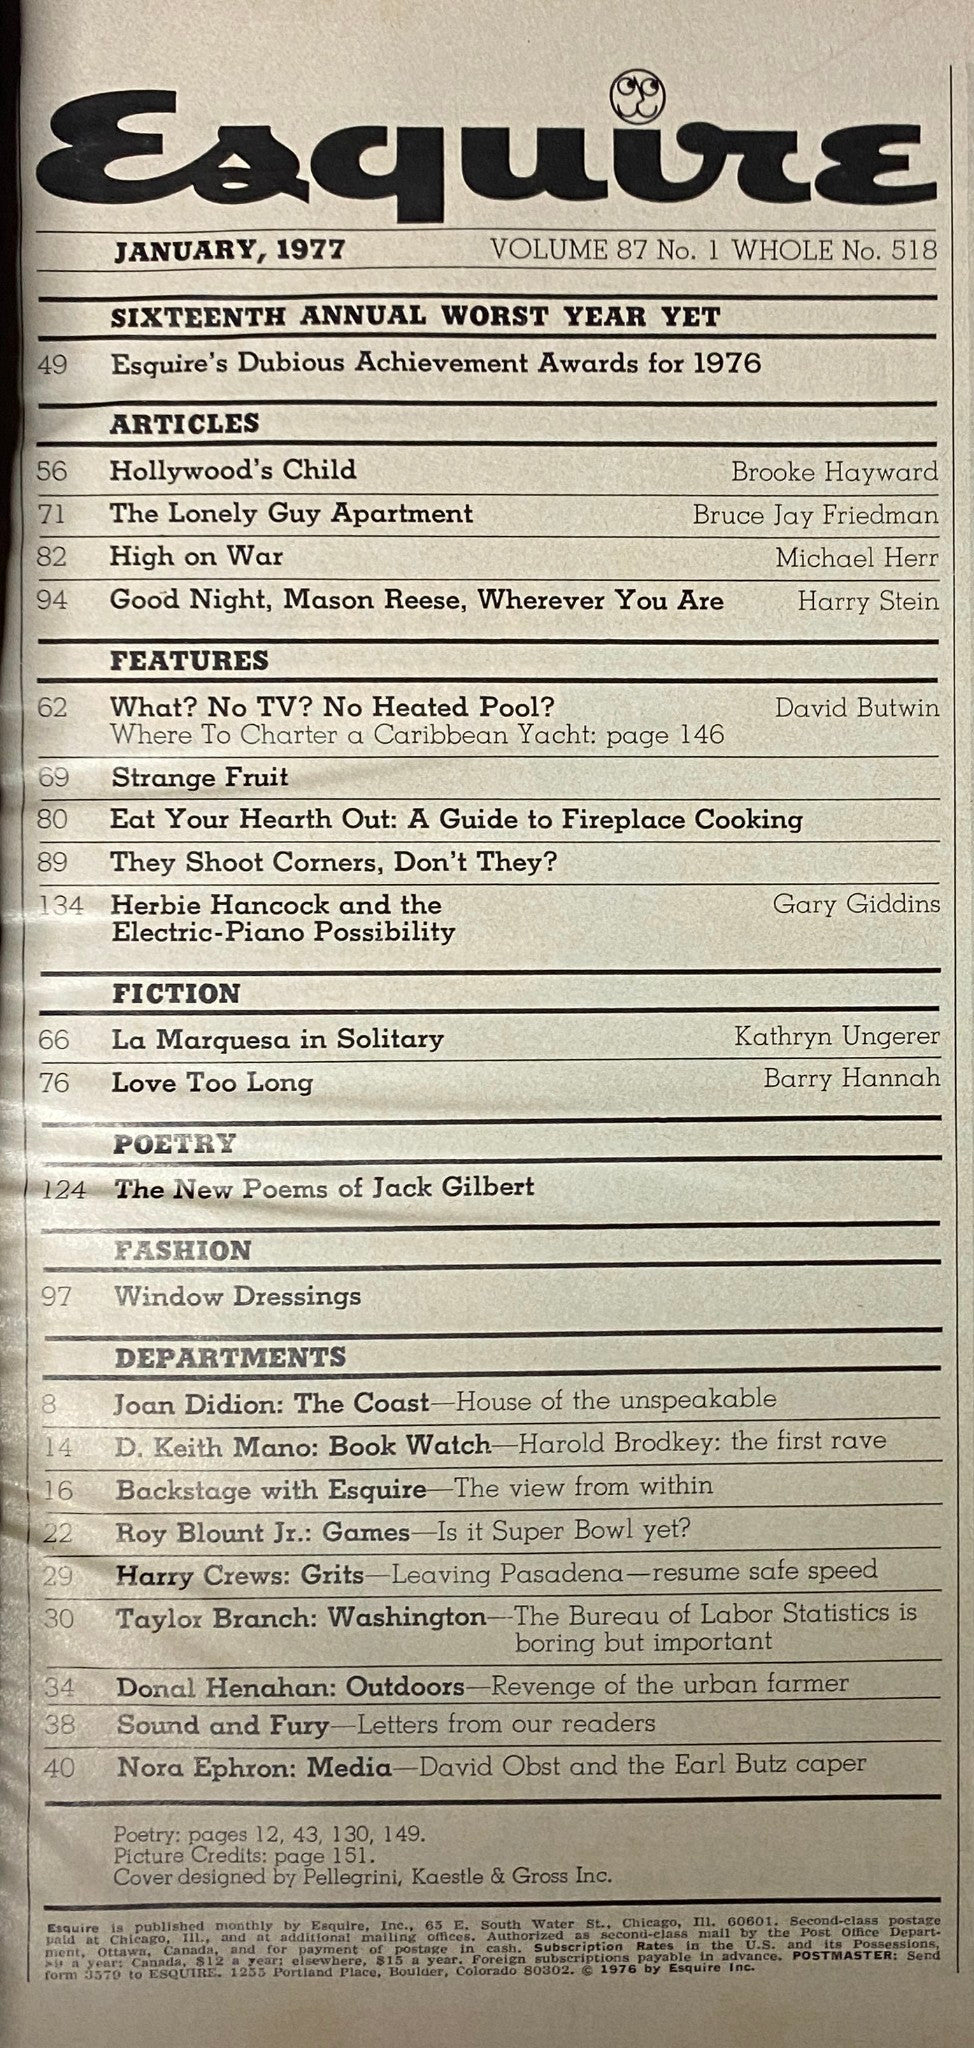 Esquire
JANUARY, 1977 VOLUME 87 No. 1 WHOLE No. 518
SIXTEENTH ANNUAL WORST YEAR YET
49 Esquire's Dubious Achievement Awards for 1976
ARTICLES
56 Hollywood's Child Brooke Hayward
71 The Lonely Guy Apartment Bruce Jay Friedman
82 High on War Michael Herr
94 Good Night, Mason Reese, Wherever You Are Harry Stein
FEATURES
62 What? No TV? No Heated Pool? David Butwin
Where To Charter a Caribbean Yacht: page 146
69 Strange Fruit
80 Eat Your Hearth Out: A Guide to Fireplace Cooking
89 They Shoot Corners, Don't They?
134 Herbie Hancock and the Gary Giddins
Electric-Piano Possibility
FICTION
66 La Marquesa in Solitary Kathryn Ungerer
76 Love Too Long Barry Hannah
POETRY
124 The New Poems of Jack Gilbert
FASHION
97 Window Dressings
DEPARTMENTS
8 Joan Didion: The Coast—House of the unspeakable
14 D. Keith Mano: Book Watch—Harold Brodkey: the first rave
16 Backstage with Esquire—The view from within
22 Roy Blount Jr.: Games—Is it Super Bowl yet?
29 Harry Crews: Grits—Leaving Pasadena—resume safe speed
30 Taylor Branch: Washington—The Bureau of Labor Statistics is
boring but important
34 Donal Henahan: Outdoors—Revenge of the urban farmer
38 Sound and Fury—Letters from our readers
40 Nora Ephron: Media—David Obst and the Earl Butz caper
Poetry: pages 12, 43, 130, 149.
Picture Credits: page 151.
Cover designed by Pellegrini, Kaestle & Gross Inc.
Esquire is published monthly by Esquire, Inc., 65 E. South Water St., Chicago, Ill. 60601. Second-class postage
paid at Chicago, Ill., and at additional mailing offices. Authorized as second-class mail by the Post Office Depart-
ment, Ottawa, Canada, and for payment of postage in cash. Subscription Rates in the U.S. and its Possessions,
a year; Canada, $12 a year; elsewhere, $15 a year. Foreign subscriptions payable in advance. POSTMASTER: Send
form 3579 to ESQUIRE. 1255 Portland Place, Boulder, Colorado 80302. © 1976 by Esquire Inc.